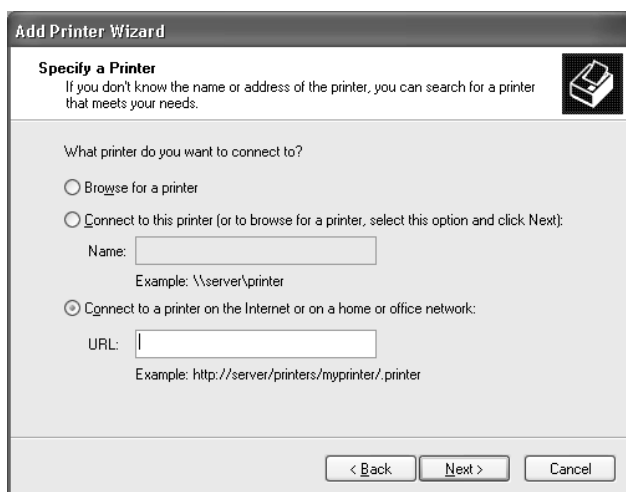 Add Printer Wizard
Specify a Printer
If you don't know the name or address of the printer, you can search for a printer
that meets your needs.
What printer do you want to connect to?
Browse for a printer
Connect to this printer (or to browse for a printer, select this option and click Next):
Name:
Example: \\server\printer
Connect to a printer on the Internet or on a home or office network:
URL:
Example: http://server/printers/myprinter/.printer
< Back Next > Cancel